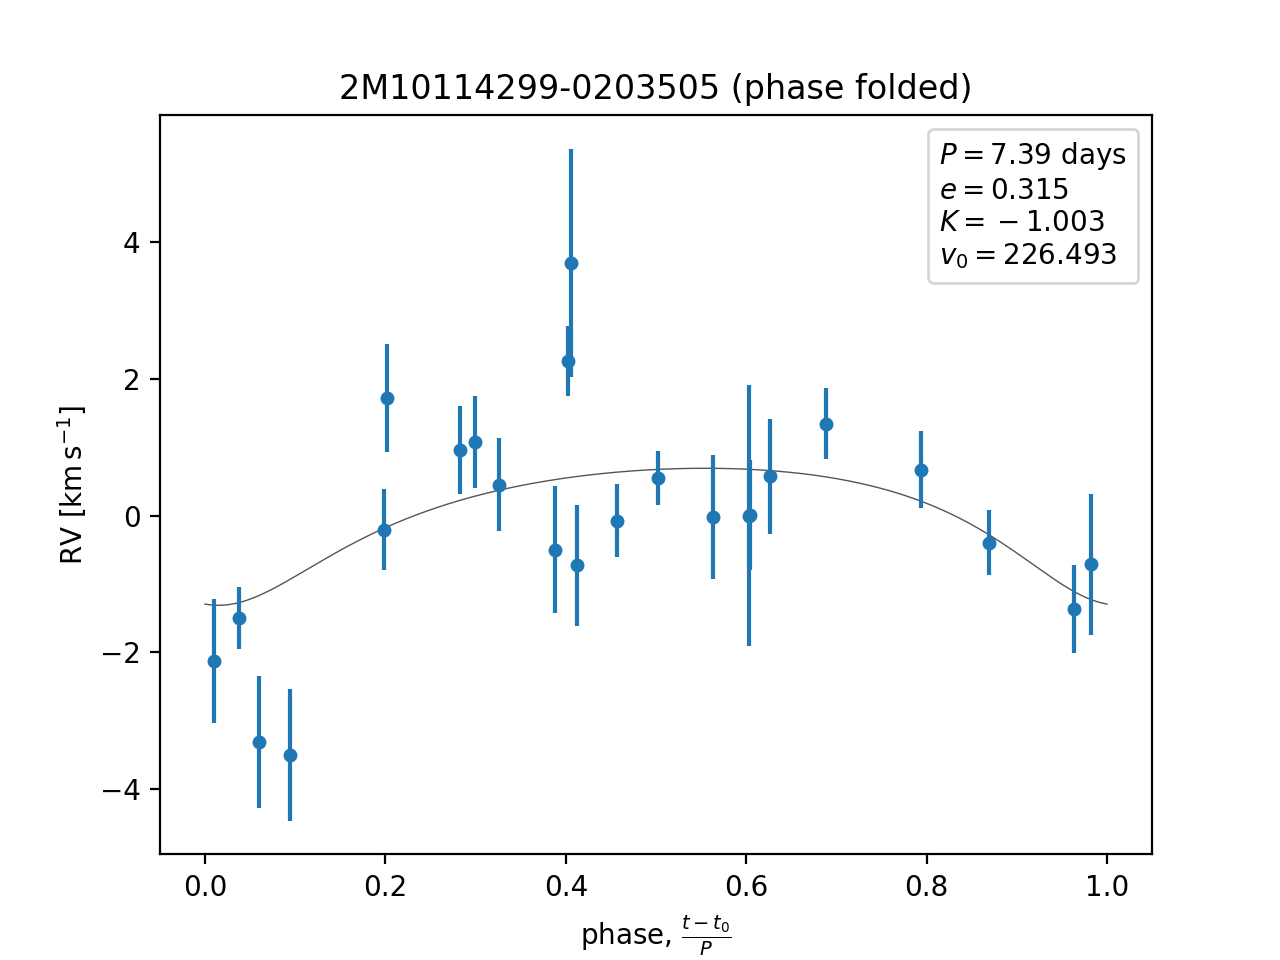 2M10114299-0203505 (phase folded)
P = 7.39 days
e = 0.315
K = −1.003
v₀ = 226.493
RV [km s⁻¹]
4
2
0
−2
−4
0.0 0.2 0.4 0.6 0.8 1.0
phase, (t − t₀)/P